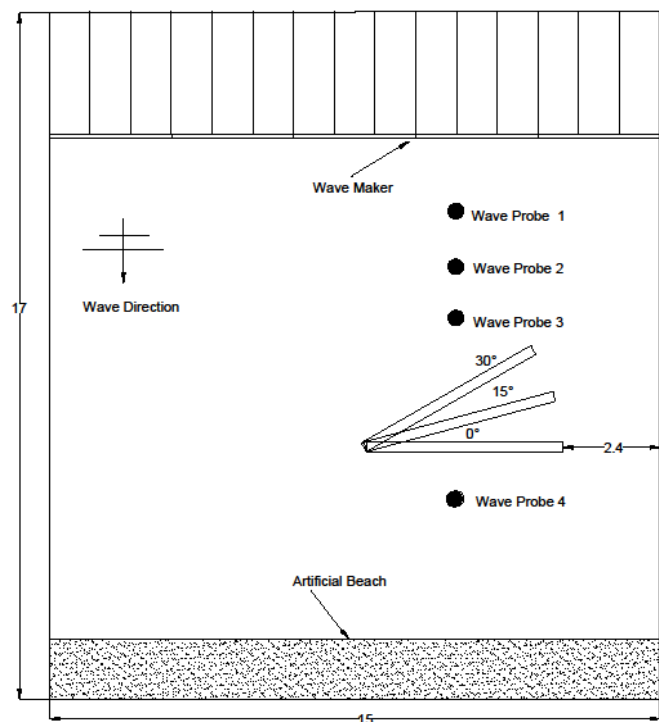 Wave Maker
Wave Probe 1
Wave Probe 2
Wave Direction
17
Wave Probe 3
30°
15°
0°
2.4
Wave Probe 4
Artificial Beach
15